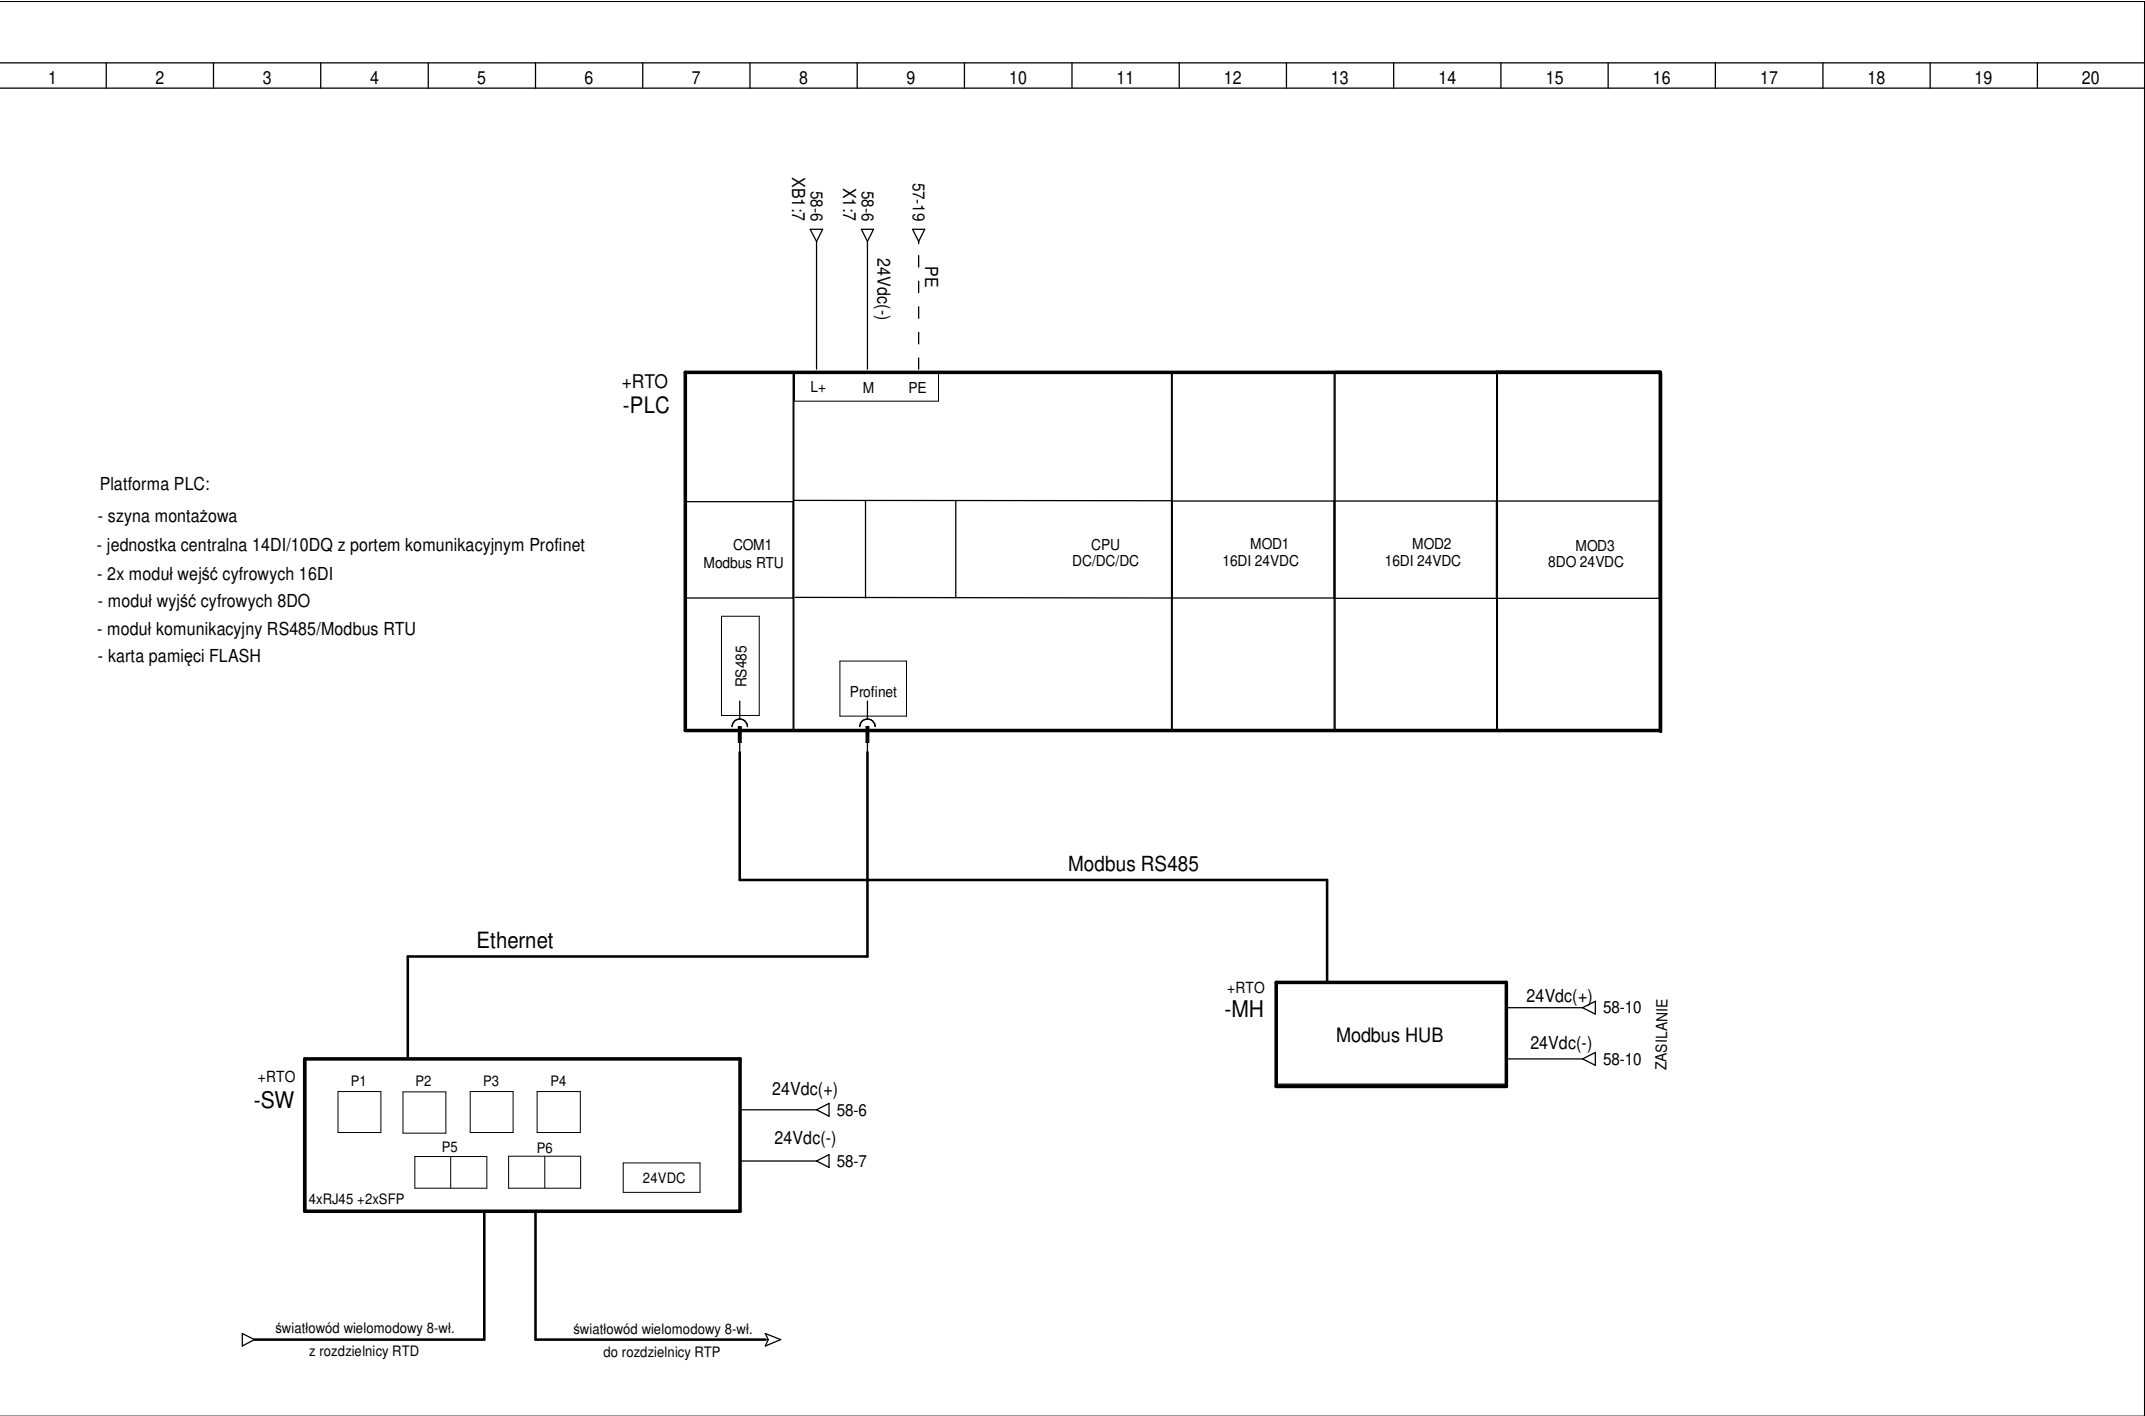 1 2 3 4 5 6 7 8 9 10 11 12 13 14 15 16 17 18 19 20
58-6
XB1:7
58-6
X1:7
57-19
24Vdc(-)
PE
+RTO
-PLC
L+ M PE
Platforma PLC:
- szyna montażowa
- jednostka centralna 14DI/10DQ z portem komunikacyjnym Profinet
- 2x moduł wejść cyfrowych 16DI
- moduł wyjść cyfrowych 8DO
- moduł komunikacyjny RS485/Modbus RTU
- karta pamięci FLASH
COM1
Modbus RTU
CPU
DC/DC/DC
MOD1
16DI 24VDC
MOD2
16DI 24VDC
MOD3
8DO 24VDC
RS485
Profinet
Modbus RS485
Ethernet
+RTO
-MH
Modbus HUB
24Vdc(+)
58-10
24Vdc(-)
58-10
ZASILANIE
+RTO
-SW
P1 P2 P3 P4
P5 P6
24VDC
4xRJ45 +2xSFP
24Vdc(+)
58-6
24Vdc(-)
58-7
światłowód wielomodowy 8-wł.
z rozdzielnicy RTD
światłowód wielomodowy 8-wł.
do rozdzielnicy RTP